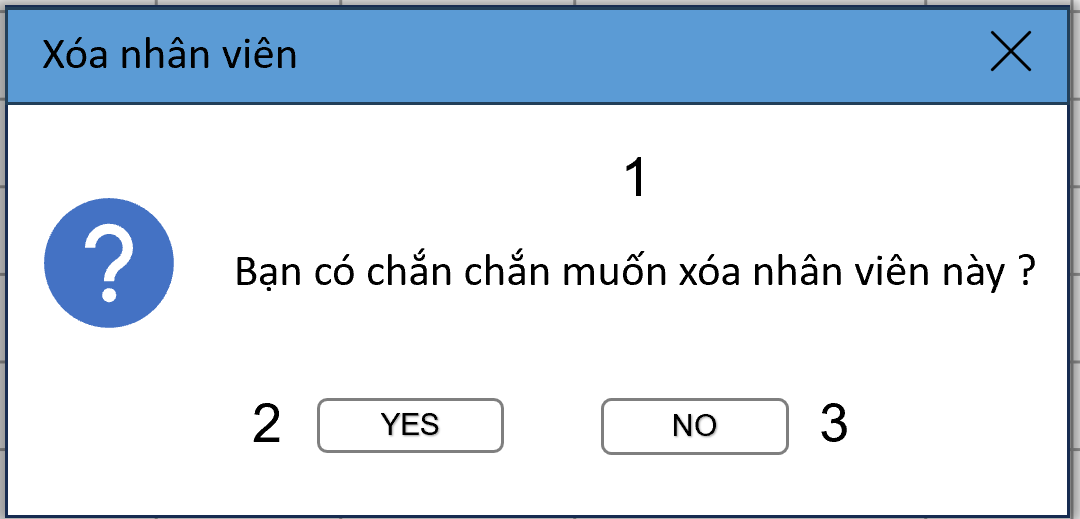 Xóa nhân viên
1
Bạn có chắn chắn muốn xóa nhân viên này ?
2 YES NO 3